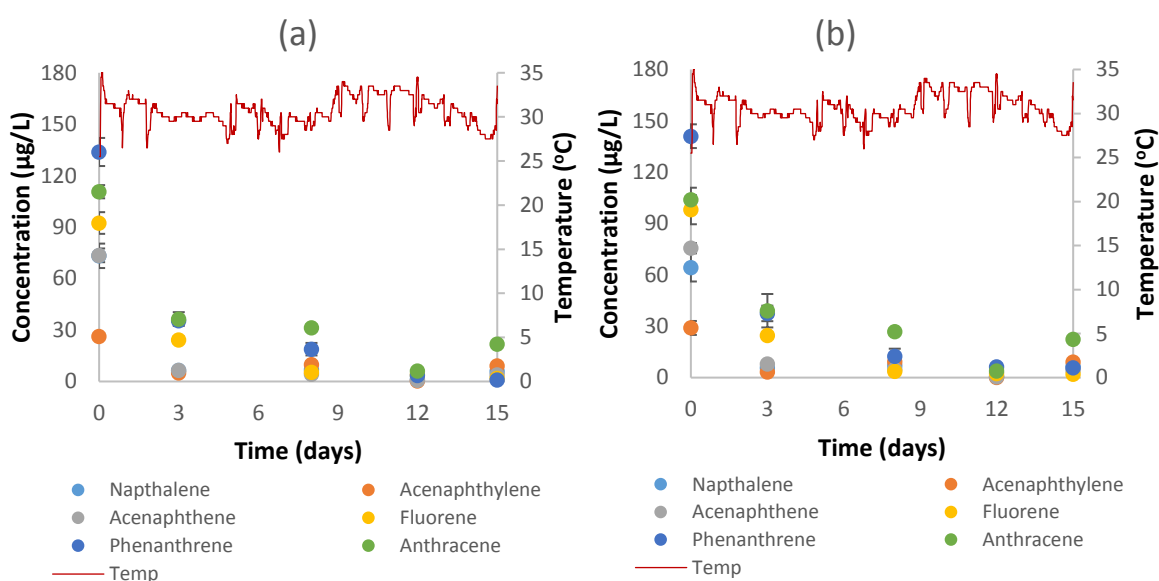 (a)
180
150
120
90
60
30
0
Concentration (µg/L)
35
30
25
20
15
10
5
0
Temperature (°C)
0 3 6 9 12 15
Time (days)
Napthalene Acenaphthylene
Acenaphthene Fluorene
Phenanthrene Anthracene
Temp
(b)
180
150
120
90
60
30
0
Concentration (µg/L)
35
30
25
20
15
10
5
0
Temperature (°C)
0 3 6 9 12 15
Time (days)
Napthalene Acenaphthylene
Acenaphthene Fluorene
Phenanthrene Anthracene
Temp